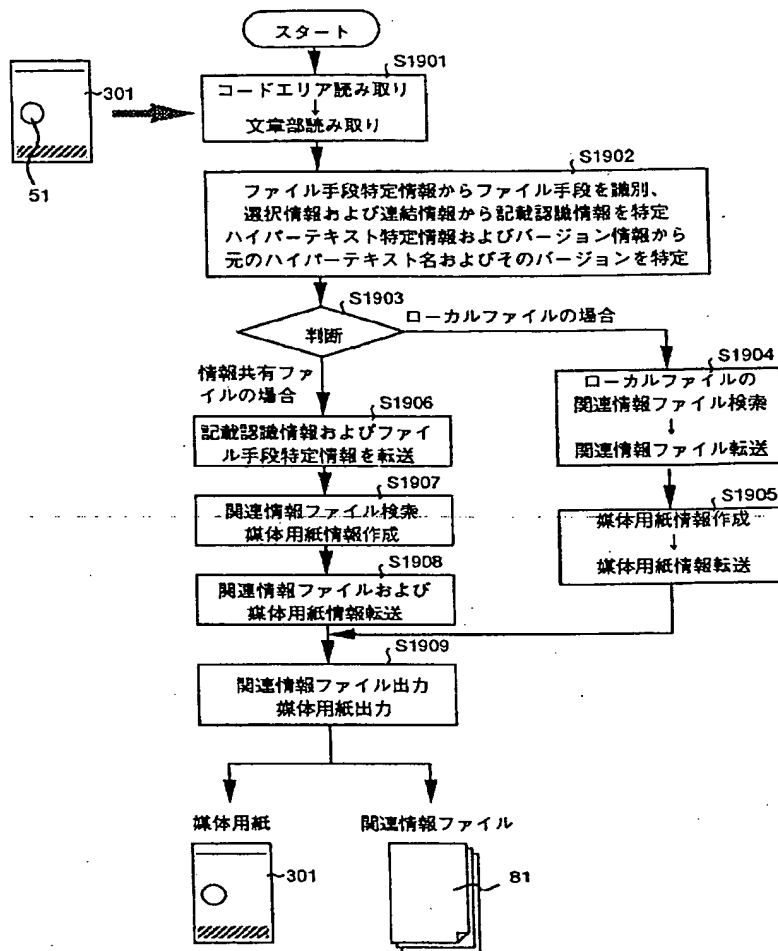 スタート
S1901
301
51
コードエリア読み取り
↓
文章部読み取り
S1902
ファイル手段特定情報からファイル手段を識別、
選択情報および連結情報から記載認識情報を特定
ハイパーテキスト特定情報およびバージョン情報から
元のハイパーテキスト名およびそのバージョンを特定
S1903
判断
ローカルファイルの場合
情報共有ファ
イルの場合
S1904
ローカルファイルの
関連情報ファイル検索
↓
関連情報ファイル転送
S1906
記載認識情報およびファイ
ル手段特定情報を転送
S1905
媒体用紙情報作成
↓
媒体用紙情報転送
S1907
関連情報ファイル検索
媒体用紙情報作成
S1908
関連情報ファイルおよび
媒体用紙情報転送
S1909
関連情報ファイル出力
媒体用紙出力
媒体用紙
関連情報ファイル
301
81